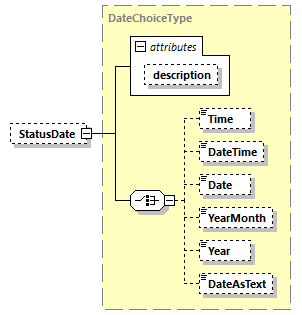 DateChoiceType
attributes
description
StatusDate
Time
DateTime
Date
YearMonth
Year
DateAsText